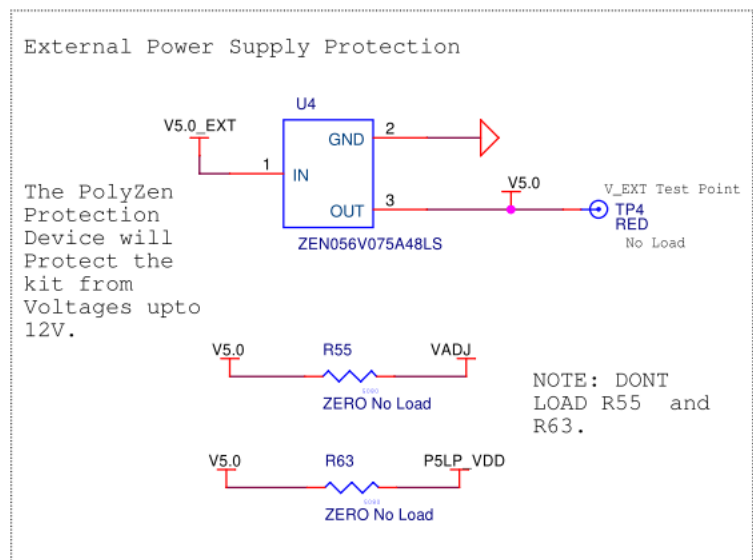 External Power Supply Protection
U4
V5.0_EXT
1
IN
GND
2
OUT
3
ZEN056V075A48LS
V5.0
V_EXT Test Point
TP4
RED
No Load
The PolyZen
Protection
Device will
Protect the
kit from
Voltages upto
12V.
V5.0
R55
VADJ
ZERO No Load
NOTE: DONT
LOAD R55 and
R63.
V5.0
R63
P5LP_VDD
ZERO No Load